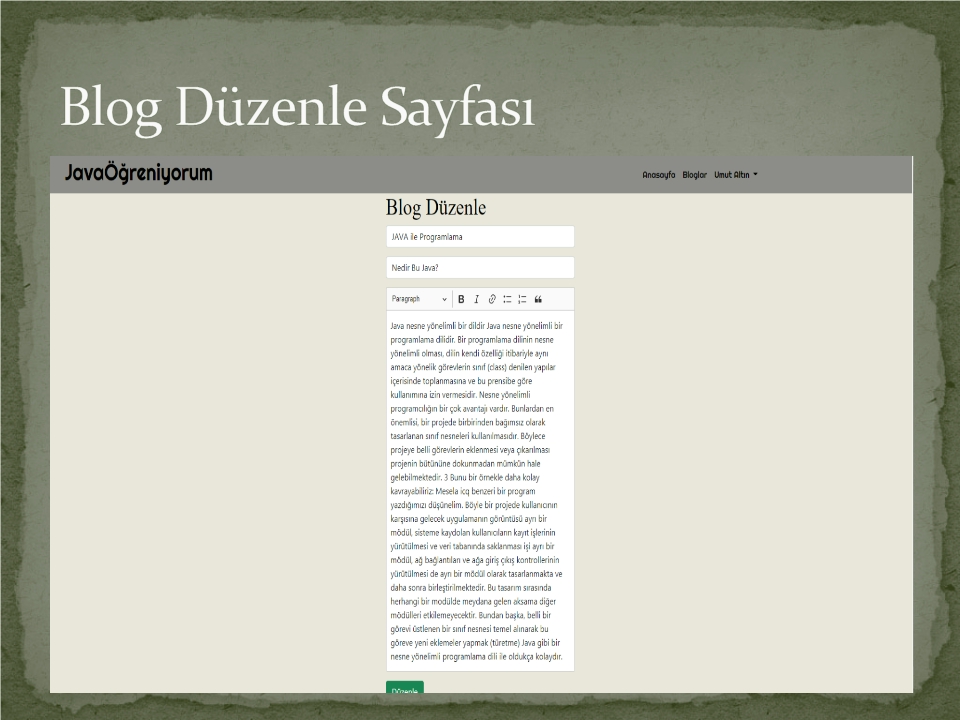 Blog Düzenle Sayfası
JavaÖğreniyorum
Anasayfa Bloglar Umut Altın
Blog Düzenle
JAVA ile Programlama
Nedir Bu Java?
Paragraph B I
Java nesne yönelimli bir dildir Java nesne yönelimli bir
programlama dilidir. Bir programlama dilinin nesne
yönelimli olması, dilin kendi özelliği itibariyle aynı
amaca yönelik görevlerin sınıf (class) denilen yapılar
içerisinde toplanmasına ve bu prensibe göre
kullanımına izin vermesidir. Nesne yönelimli
programcılığın bir çok avantajı vardır. Bunlardan en
önemlisi, bir projede birbirinden bağımsız olarak
tasarlanan sınıf nesneleri kullanılmasıdır. Böylece
projeye belli görevlerin eklenmesi veya çıkarılması
projenin bütününe dokunmadan mümkün hale
gelebilmektedir. 3 Bunu bir örnekle daha kolay
kavrayabiliriz: Mesela icq benzeri bir program
yazdığımızı düşünelim. Böyle bir projede kullanıcının
karşısına gelecek uygulamanın görüntüsü ayrı bir
mödül, sisteme kaydolan kullanıcıların kayıt işlerinin
yürütülmesi ve veri tabanında saklanması işi ayrı bir
mödül, ağ bağlantıları ve ağa giriş çıkış kontrollerinin
yürütülmesi de ayrı bir mödül olarak tasarlanmakta ve
daha sonra birleştirilmektedir. Bu tasarım sırasında
herhangi bir modülde meydana gelen aksama diğer
mödülleri etkilemeyecektir. Bundan başka, belli bir
görevi üstlenen bir sınıf nesnesi temel alınarak bu
göreve yeni eklemeler yapmak (türetme) Java gibi bir
nesne yönelimli programlama dili ile oldukça kolaydır.
Düzenle